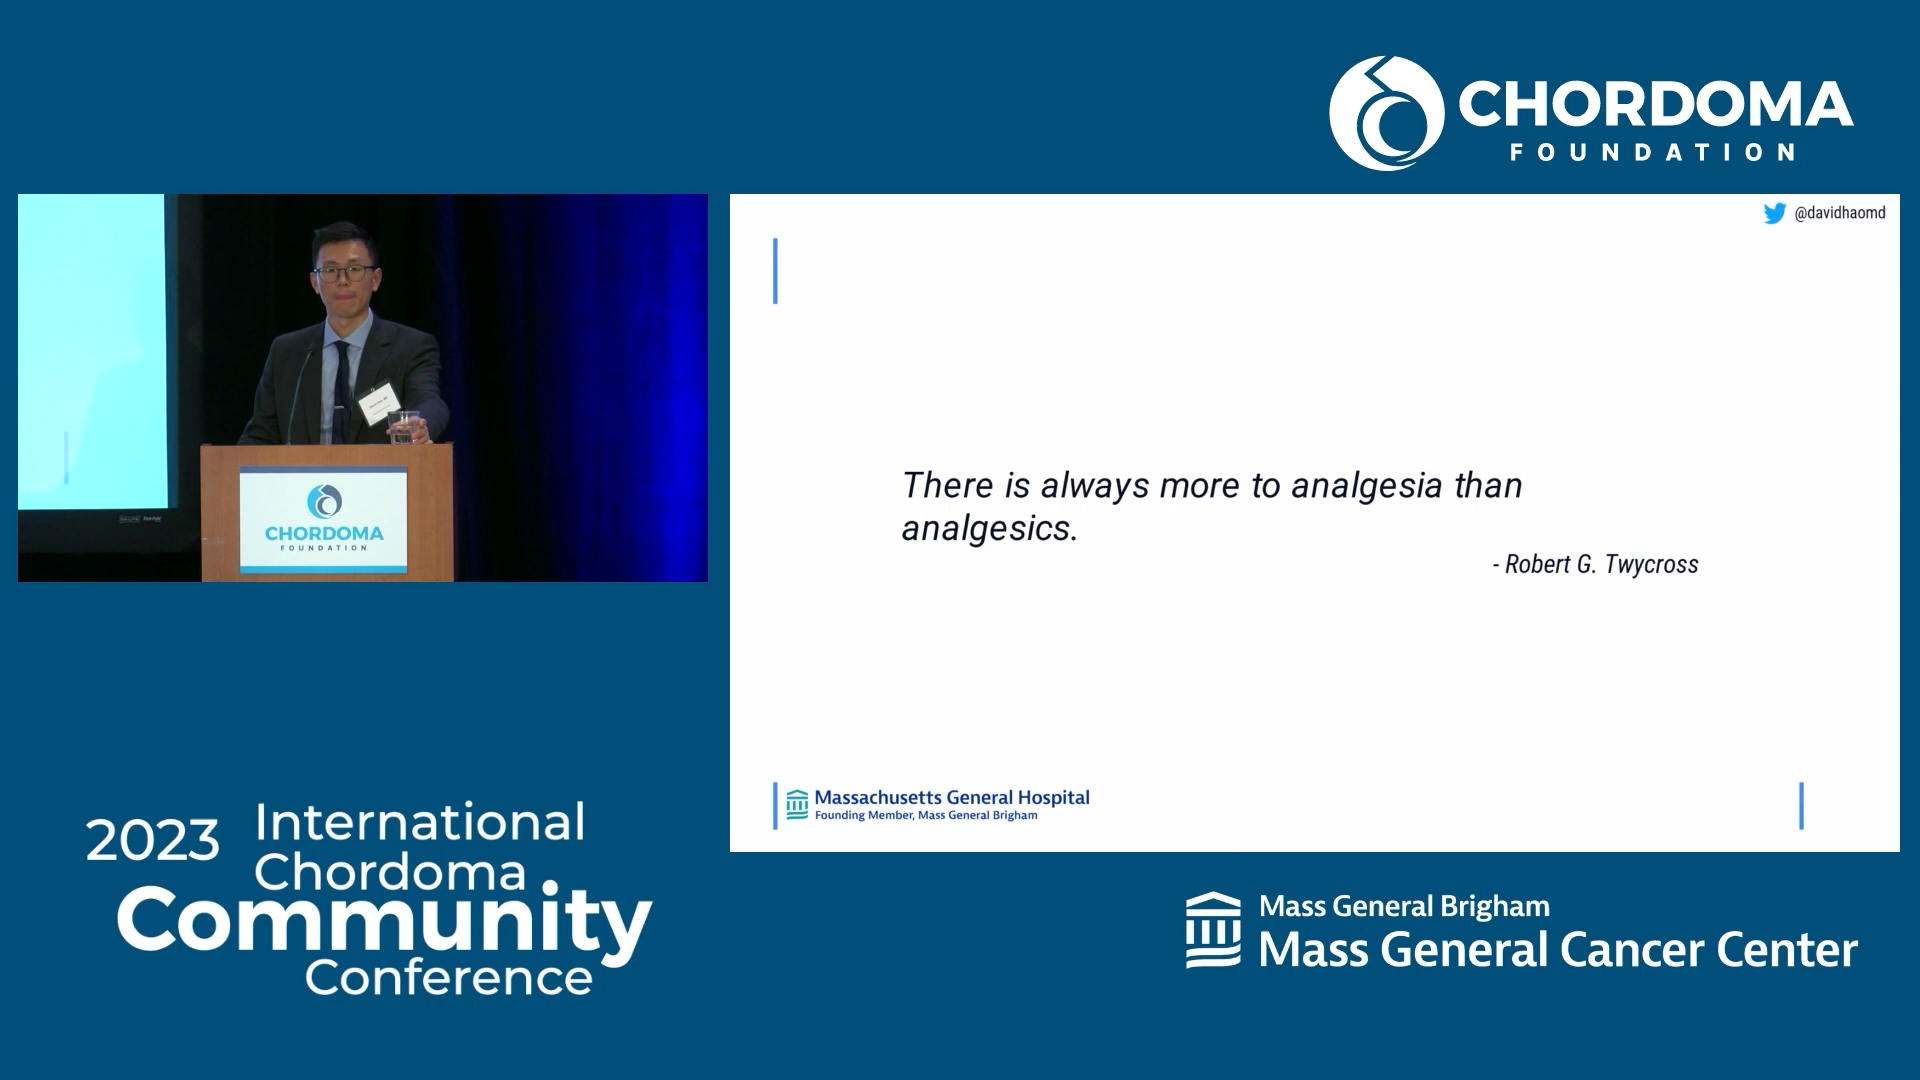 CHORDOMA
FOUNDATION
@davidhaomd
There is always more to analgesia than
analgesics.
- Robert G. Twycross
CHORDOMA
FOUNDATION
Massachusetts General Hospital
Founding Member, Mass General Brigham
2023 International
Chordoma
Community
Conference
Mass General Brigham
Mass General Cancer Center